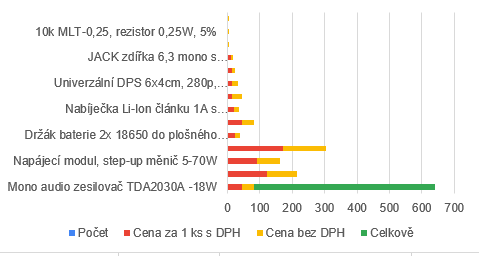 10k MLT-0,25, rezistor 0,25W, 5%
JACK zdířka 6,3 mono s...
Univerzální DPS 6x4cm, 280p,...
Nabíječka Li-Ion článku 1A s...
Držák baterie 2x 18650 do plošného...
Napájecí modul, step-up měnič 5-70W
Mono audio zesilovač TDA2030A -18W
0 100 200 300 400 500 600 700
Počet Cena za 1 ks s DPH Cena bez DPH Celkově